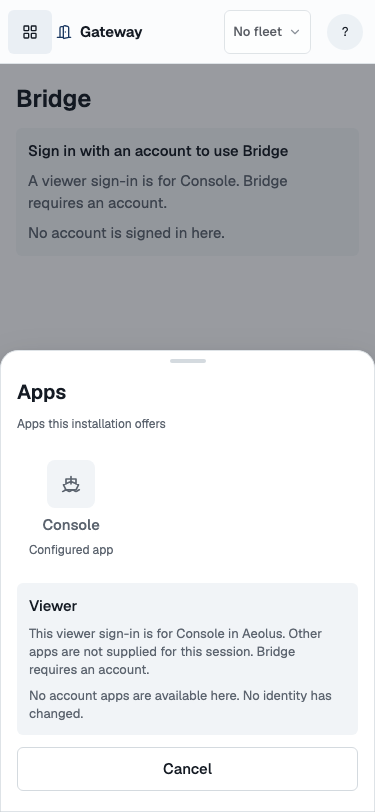 Gateway
No fleet
?
Bridge
Sign in with an account to use Bridge
A viewer sign-in is for Console. Bridge
requires an account.
No account is signed in here.
Apps
Apps this installation offers
Console
Configured app
Viewer
This viewer sign-in is for Console in Aeolus. Other
apps are not supplied for this session. Bridge
requires an account.
No account apps are available here. No identity has
changed.
Cancel